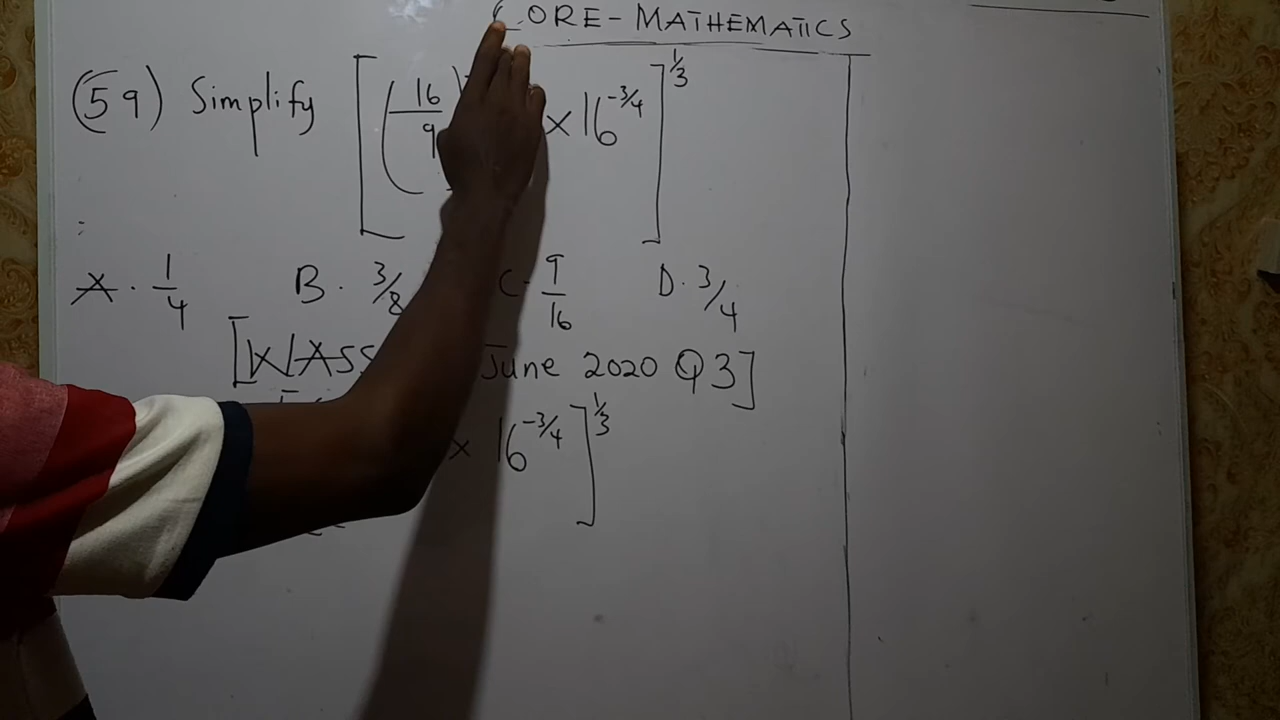 CORE-MATHEMATICS
(59) Simplify [(16/9 × 16^-3/4]^1/3
A. 1/4 B. 3/8 C. 9/16 D. 3/4
[WASS June 2020 Q3]
× 16^-3/4]^1/3